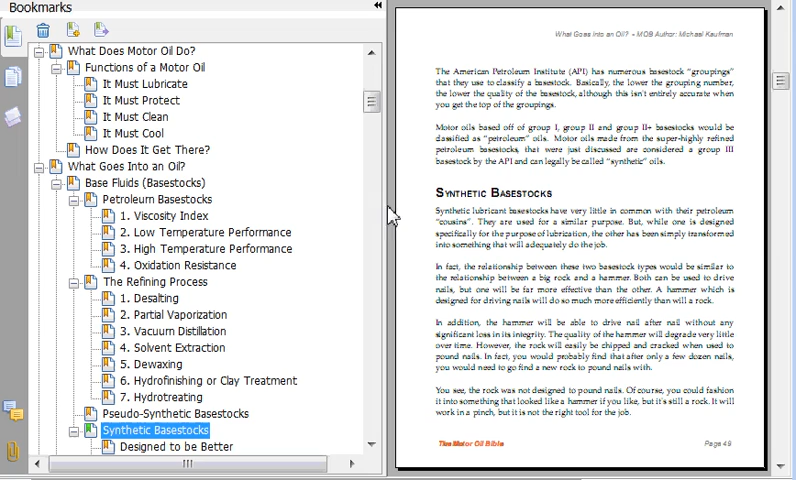 Bookmarks
What Does Motor Oil Do?
Functions of a Motor Oil
It Must Lubricate
It Must Protect
It Must Clean
It Must Cool
How Does It Get There?
What Goes Into an Oil?
Base Fluids (Basestocks)
Petroleum Basestocks
1. Viscosity Index
2. Low Temperature Performance
3. High Temperature Performance
4. Oxidation Resistance
The Refining Process
1. Desalting
2. Partial Vaporization
3. Vacuum Distillation
4. Solvent Extraction
5. Dewaxing
6. Hydrofinishing or Clay Treatment
7. Hydrotreating
Pseudo-Synthetic Basestocks
Synthetic Basestocks
Designed to be Better
What Goes Into an Oil? – MOB Author: Michael Kaufman
The American Petroleum Institute (API) has numerous basestock "groupings"
that they use to classify a basestock. Basically, the lower the grouping number,
the lower the quality of the basestock, although this isn't entirely accurate when
you get the top of the groupings.
Motor oils based off of group I, group II and group II+ basestocks would be
classified as "petroleum" oils. Motor oils made from the super-highly refined
petroleum basestocks, that were just discussed are considered a group III
basestock by the API and can legally be called "synthetic" oils.
SYNTHETIC BASESTOCKS
Synthetic lubricant basestocks have very little in common with their petroleum
"cousins". They are used for a similar purpose. But, while one is designed
specifically for the purpose of lubrication, the other has been simply transformed
into something that will adequately do the job.
In fact, the relationship between these two basestock types would be similar to
the relationship between a big rock and a hammer. Both can be used to drive
nails, but one will be far more effective than the other. A hammer which is
designed for driving nails will do so much more efficiently than will a rock.
In addition, the hammer will be able to drive nail after nail without any
significant loss in its integrity. The quality of the hammer will degrade very little
over time. However, the rock will easily be chipped and cracked when used to
pound nails. In fact, you would probably find that after only a few dozen nails,
you would need to go find a new rock to pound nails with.
You see, the rock was not designed to pound nails. Of course, you could fashion
it into something that looked like a hammer if you like, but it's still a rock. It will
work in a pinch, but it is not the right tool for the job.
The Motor Oil Bible
Page 49